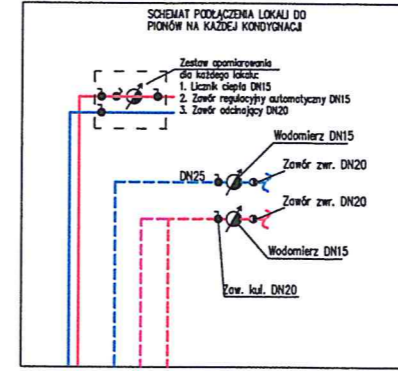 SCHEMAT PODŁĄCZENIA LOKALI DO
PIONÓW NA KAŻDEJ KONDYGNACJI
Zestaw opomiarowania
dla każdego lokalu:
1. Licznik ciepła DN15
2. Zawór regulacyjny automatyczny DN15
3. Zawór odcinający DN20
Wodomierz DN15
DN25
Zawór zwr. DN20
Zawór zwr. DN20
Wodomierz DN15
Zaw. kul. DN20